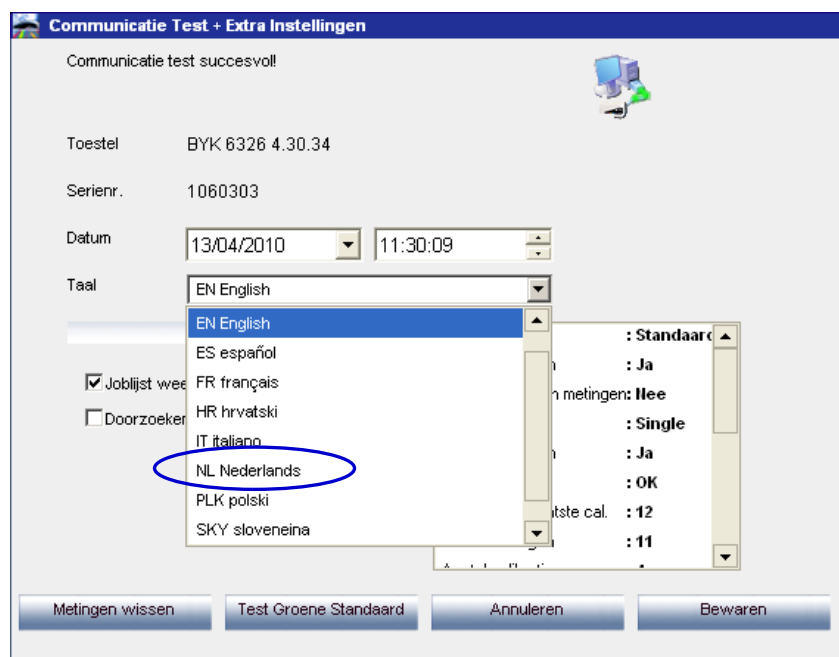 Communicatie Test + Extra Instellingen
Communicatie test succesvol!
Toestel BYK 6326 4.30.34
Serienr. 1060303
Datum 13/04/2010 11:30:09
Taal EN English
EN English
ES español
FR français
HR hrvatski
IT italiano
NL Nederlands
PLK polski
SKY sloveneina
Joblijst
Doorzoeken
: Standaard
: Ja
metingen: Nee
: Single
: Ja
: OK
cal. : 12
: 11
Metingen wissen Test Groene Standaard Annuleren Bewaren